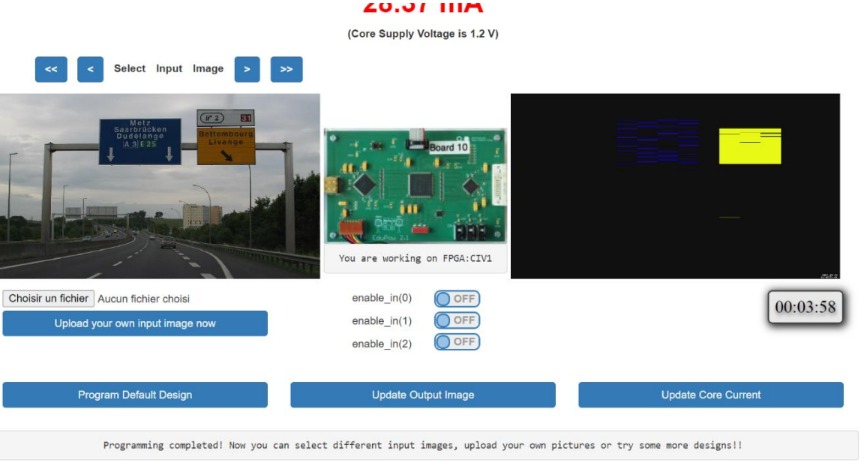 28.37 mA
(Core Supply Voltage is 1.2 V)
<< < Select Input Image > >>
Metz
Saarbrücken
Dudelange
A 3 E 25
31
Bettembourg
Livange
Board 10
You are working on FPGA:CIV1
Choisir un fichier Aucun fichier choisi
Upload your own input image now
enable_in(0) OFF
enable_in(1) OFF
enable_in(2) OFF
00:03:58
Program Default Design
Update Output Image
Update Core Current
Programming completed! Now you can select different input images, upload your own pictures or try some more designs!!